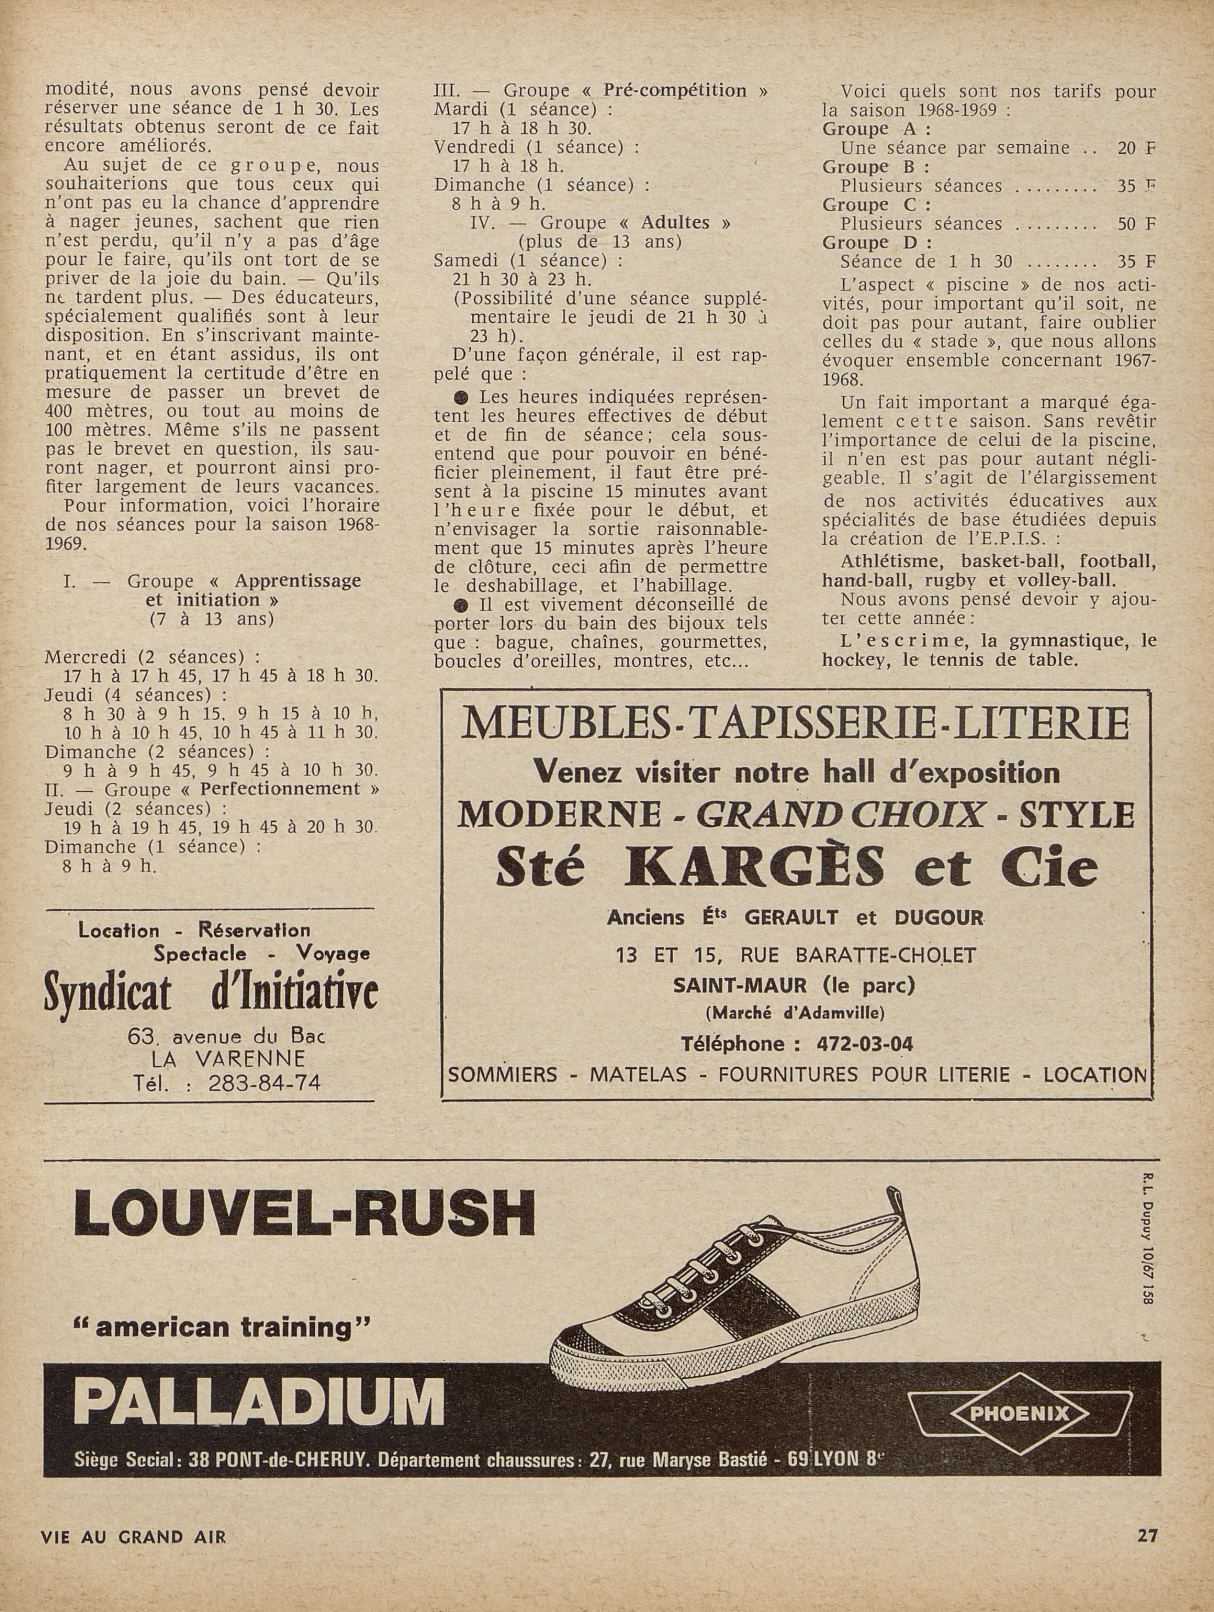 modité, nous avons pensé devoir
réserver une séance de 1 h 30. Les
résultats obtenus seront de ce fait
encore améliorés.
Au sujet de ce groupe, nous
souhaiterions que tous ceux qui
n'ont pas eu la chance d'apprendre
à nager jeunes, sachent que rien
n'est perdu, qu'il n'y a pas d'âge
pour le faire, qu'ils ont tort de se
priver de la joie du bain. — Qu'ils
ne tardent plus. — Des éducateurs,
spécialement qualifiés sont à leur
disposition. En s'inscrivant mainte-
nant, et en étant assidus, ils ont
pratiquement la certitude d'être en
mesure de passer un brevet de
400 mètres, ou tout au moins de
100 mètres. Même s'ils ne passent
pas le brevet en question, ils sau-
ront nager, et pourront ainsi pro-
fiter largement de leurs vacances.
Pour information, voici l'horaire
de nos séances pour la saison 1968-
1969.
I. — Groupe « Apprentissage
et initiation »
(7 à 13 ans)
Mercredi (2 séances) :
17 h à 17 h 45, 17 h 45 à 18 h 30.
Jeudi (4 séances) :
8 h 30 à 9 h 15, 9 h 15 à 10 h,
10 h à 10 h 45, 10 h 45 à 11 h 30.
Dimanche (2 séances) :
9 h à 9 h 45, 9 h 45 à 10 h 30.
II. — Groupe « Perfectionnement »
Jeudi (2 séances) :
19 h à 19 h 45, 19 h 45 à 20 h 30.
Dimanche (1 séance) :
8 h à 9 h.
Location - Réservation
Spectacle - Voyage
Syndicat d'Initiative
63, avenue du Bac
LA VARENNE
Tél. : 283-84-74
III. — Groupe « Pré-compétition »
Mardi (1 séance) :
17 h à 18 h 30.
Vendredi (1 séance) :
17 h à 18 h.
Dimanche (1 séance) :
8 h à 9 h.
IV. — Groupe « Adultes »
(plus de 13 ans)
Samedi (1 séance) :
21 h 30 à 23 h.
(Possibilité d'une séance supplé-
mentaire le jeudi de 21 h 30 à
23 h).
D'une façon générale, il est rap-
pelé que :
● Les heures indiquées représen-
tent les heures effectives de début
et de fin de séance; cela sous-
entend que pour pouvoir en béné-
ficier pleinement, il faut être pré-
sent à la piscine 15 minutes avant
l'heure fixée pour le début, et
n'envisager la sortie raisonnable-
ment que 15 minutes après l'heure
de clôture, ceci afin de permettre
le deshabillage, et l'habillage.
● Il est vivement déconseillé de
porter lors du bain des bijoux tels
que : bague, chaînes, gourmettes,
boucles d'oreilles, montres, etc...
Voici quels sont nos tarifs pour
la saison 1968-1969 :
Groupe A :
Une séance par semaine .. 20 F
Groupe B :
Plusieurs séances ......... 35 F
Groupe C :
Plusieurs séances ......... 50 F
Groupe D :
Séance de 1 h 30 ........ 35 F
L'aspect « piscine » de nos acti-
vités, pour important qu'il soit, ne
doit pas pour autant, faire oublier
celles du « stade », que nous allons
évoquer ensemble concernant 1967-
1968.
Un fait important a marqué éga-
lement cette saison. Sans revêtir
l'importance de celui de la piscine,
il n'en est pas pour autant négli-
geable. Il s'agit de l'élargissement
de nos activités éducatives aux
spécialités de base étudiées depuis
la création de l'E.P.I.S. :
Athlétisme, basket-ball, football,
hand-ball, rugby et volley-ball.
Nous avons pensé devoir y ajou-
ter cette année :
L'escrime, la gymnastique, le
hockey, le tennis de table.
MEUBLES-TAPISSERIE-LITERIE
Venez visiter notre hall d'exposition
MODERNE - GRAND CHOIX - STYLE
Sté KARGÈS et Cie
Anciens Éts GERAULT et DUGOUR
13 ET 15, RUE BARATTE-CHOLET
SAINT-MAUR (le parc)
(Marché d'Adamville)
Téléphone : 472-03-04
SOMMIERS - MATELAS - FOURNITURES POUR LITERIE - LOCATION
LOUVEL-RUSH
"american training"
PALLADIUM
PHOENIX
Siège Social : 38 PONT-de-CHERUY. Département chaussures : 27, rue Maryse Bastié - 69 LYON 8e
R.L. Dupuy 10/67 158
VIE AU GRAND AIR
27